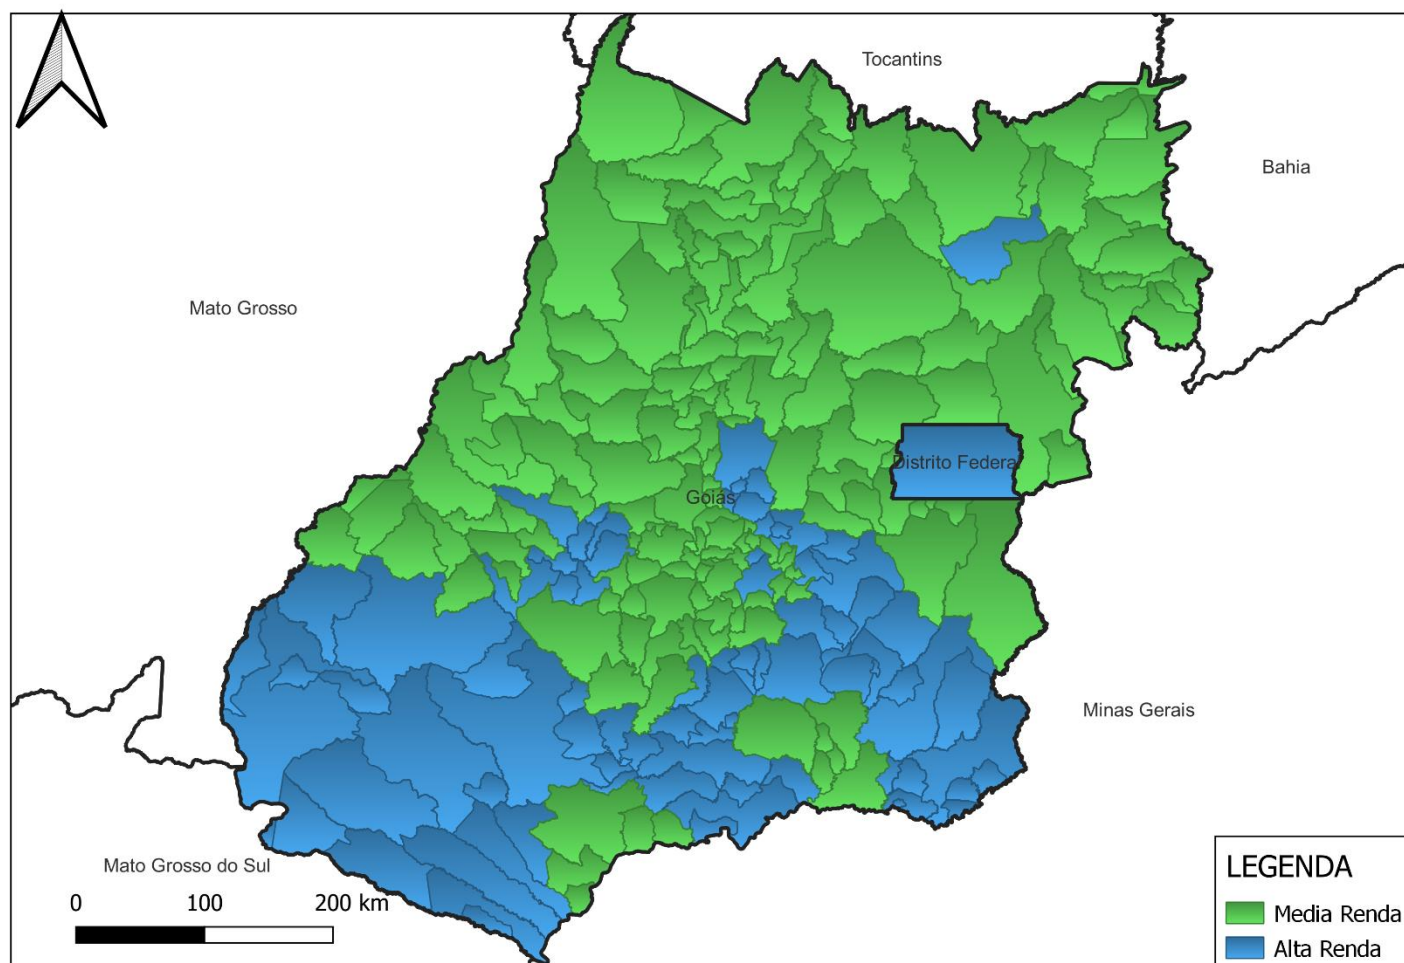 Tocantins
Bahia
Mato Grosso
Distrito Federal
Goiás
Minas Gerais
Mato Grosso do Sul
0 100 200 km
LEGENDA
Media Renda
Alta Renda